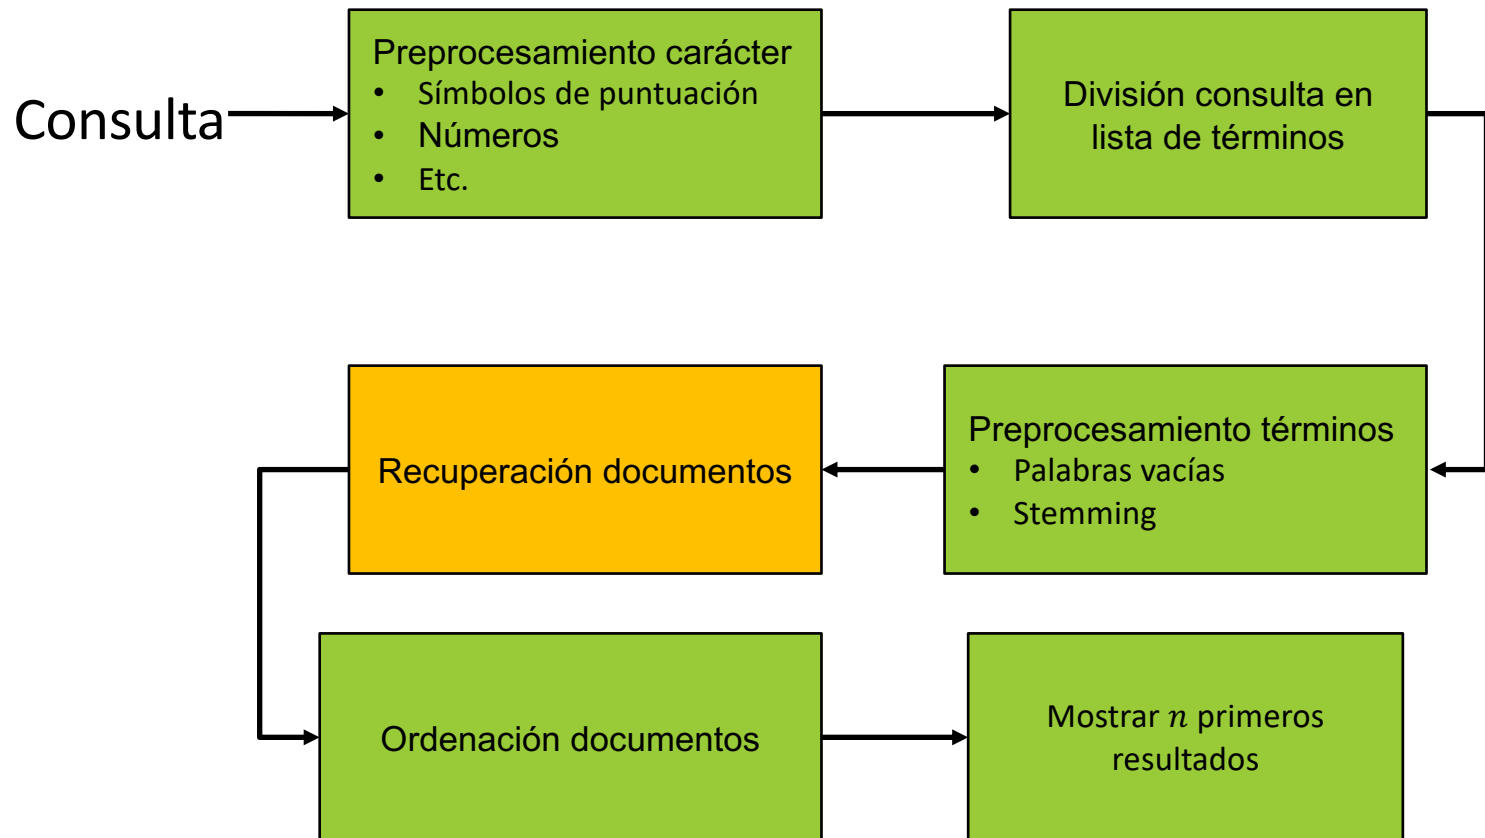 Consulta
Preprocesamiento carácter
• Símbolos de puntuación
• Números
• Etc.
División consulta en
lista de términos
Preprocesamiento términos
• Palabras vacías
• Stemming
Recuperación documentos
Ordenación documentos
Mostrar n primeros
resultados